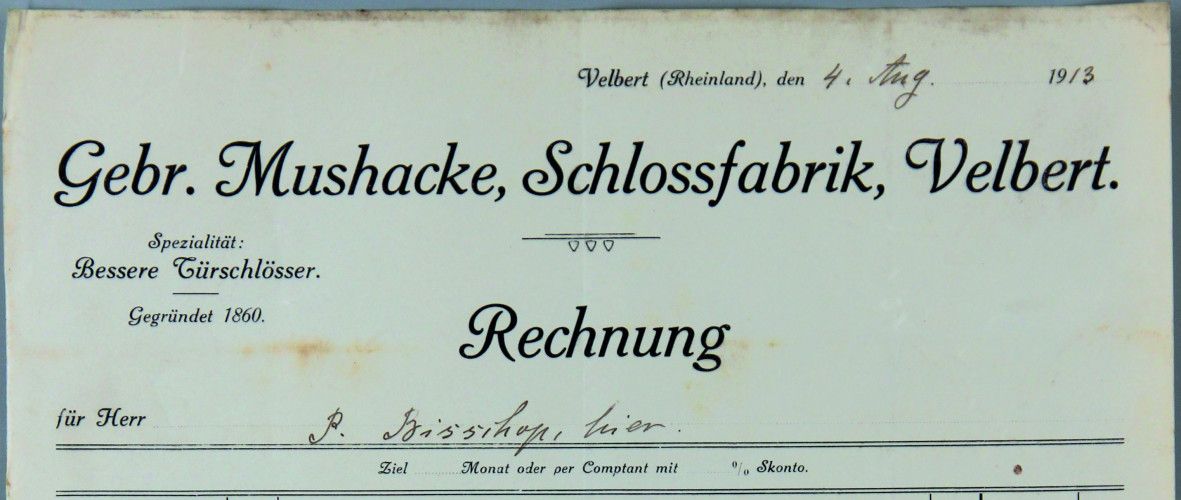 Velbert (Rheinland), den 4. Aug. 1913
Gebr. Mushacke, Schlossfabrik, Velbert.
Spezialität:
Bessere Türschlösser.
Gegründet 1860.
Rechnung
für Herr P. Bisschop, hier.
Ziel Monat oder per Comptant mit % Skonto.